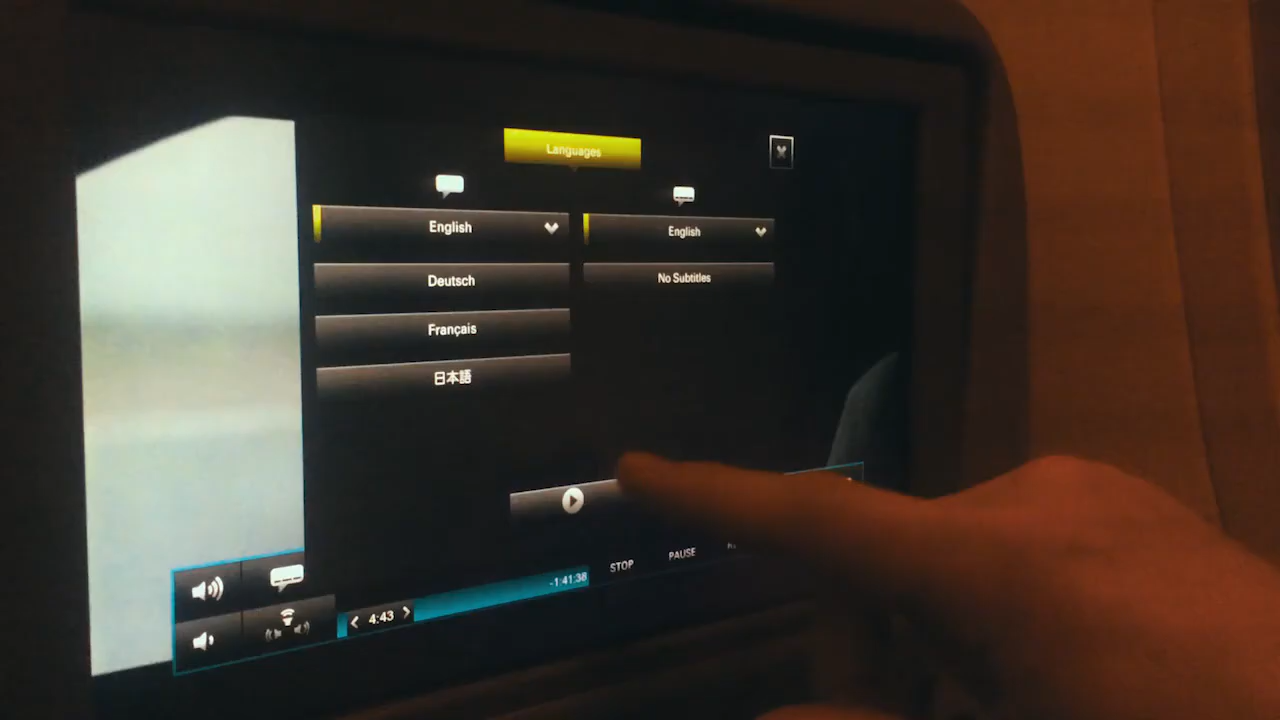 Languages
English
English
Deutsch
No Subtitles
Français
日本語
-1:41:38
STOP
PAUSE
4:43